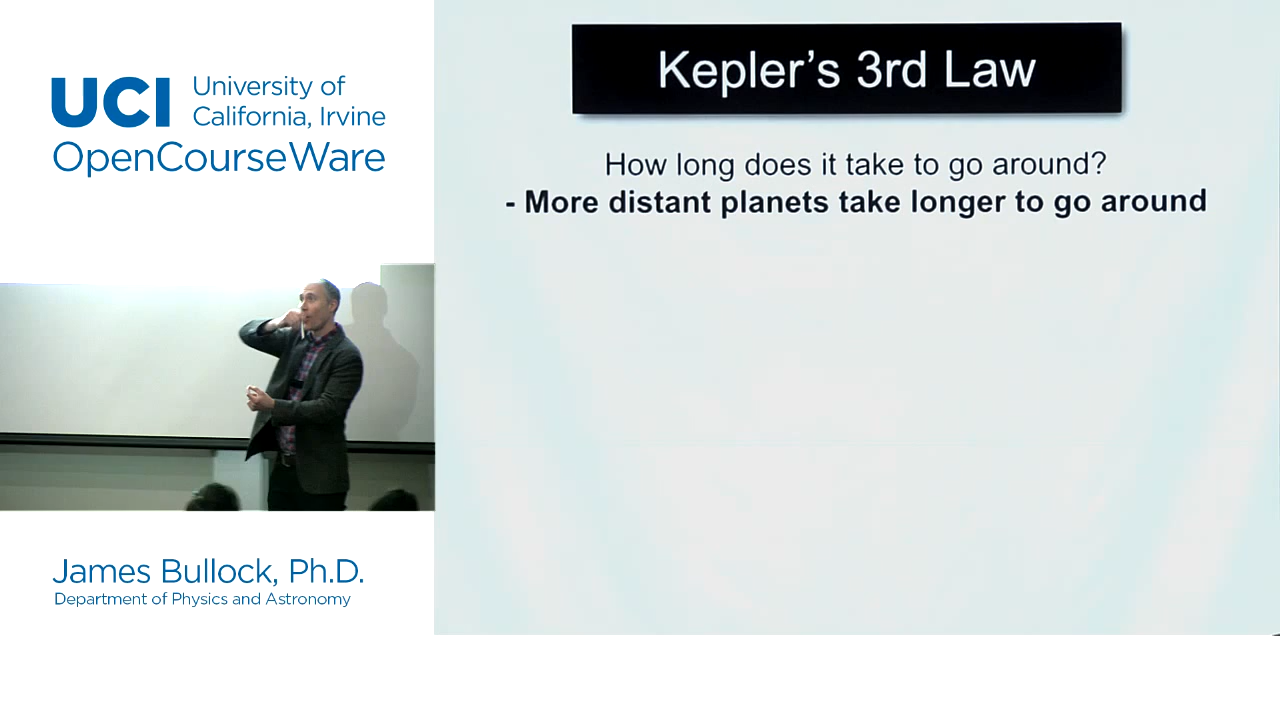 UCI University of
California, Irvine
OpenCourseWare
James Bullock, Ph.D.
Department of Physics and Astronomy
Kepler's 3rd Law
How long does it take to go around?
- More distant planets take longer to go around